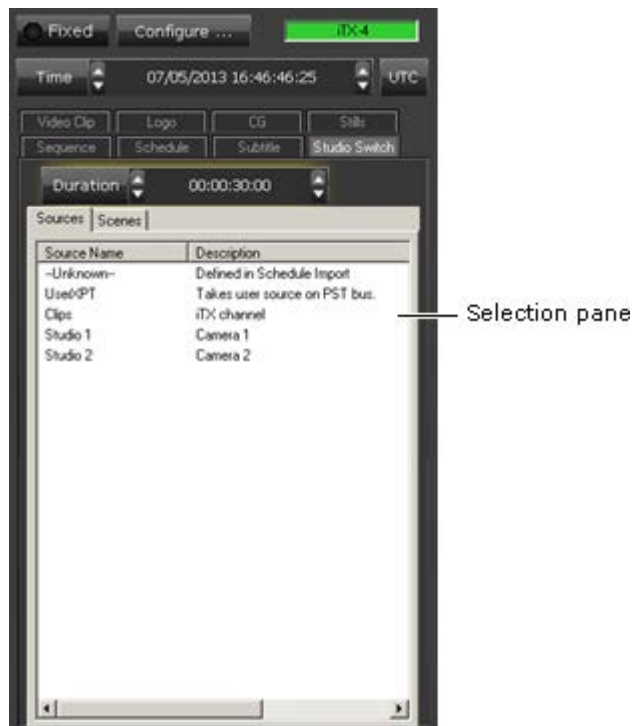 Fixed Configure ... iTX-4
Time 07/05/2013 16:46:46:25 UTC
Video Clip Logo CG Stills
Sequence Schedule Subtitle Studio Switch
Duration 00:00:30:00
Sources Scenes
Source Name Description
--Unknown-- Defined in Schedule Import
UserXPT Takes user source on PST bus.
Clips iTX channel
Studio 1 Camera 1
Studio 2 Camera 2
Selection pane